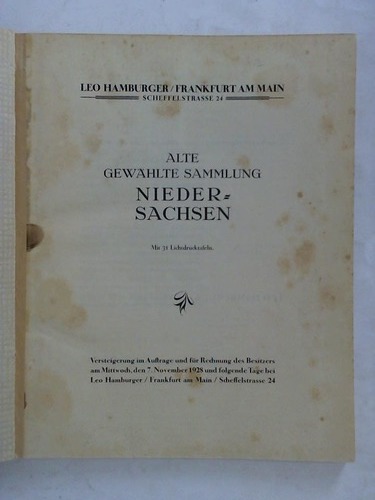 LEO HAMBURGER / FRANKFURT AM MAIN
SCHEFFELSTRASSE 24
ALTE
GEWÄHLTE SAMMLUNG
NIEDER=
SACHSEN
Mit 31 Lichtdrucktafeln.
Versteigerung im Auftrage und für Rechnung des Besitzers
am Mittwoch, den 7. November 1928 und folgende Tage bei
Leo Hamburger / Frankfurt am Main / Scheffelstrasse 24